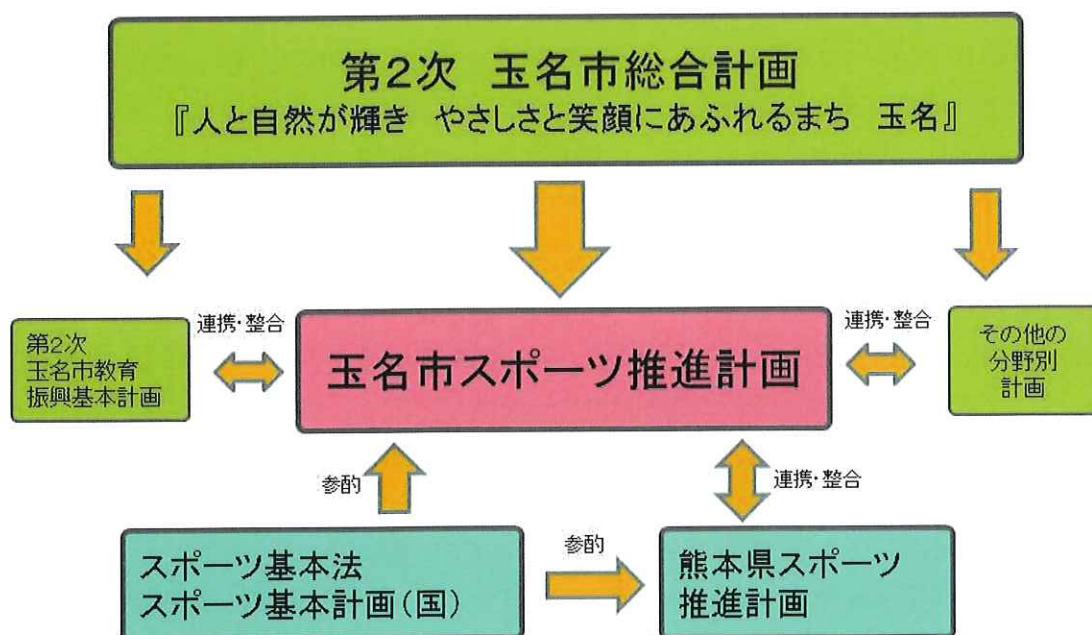 第2次 玉名市総合計画
『人と自然が輝き やさしさと笑顔にあふれるまち 玉名』
第2次
玉名市教育
振興基本計画
連携・整合
玉名市スポーツ推進計画
連携・整合
その他の
分野別
計画
参酌
連携・整合
スポーツ基本法
スポーツ基本計画(国)
参酌
熊本県スポーツ
推進計画